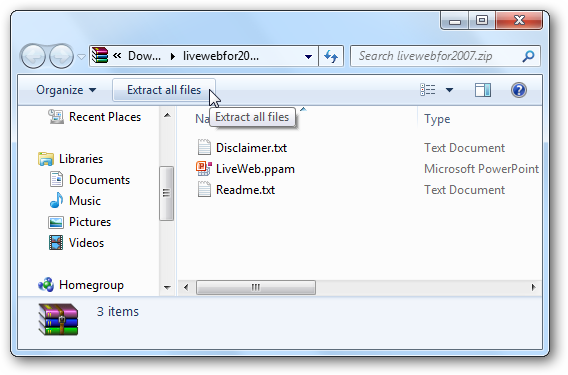 « Dow... ▸ livewebfor20...
Search livewebfor2007.zip
Organize
Extract all files
Extract all files
Type
Recent Places
Libraries
Documents
Music
Pictures
Videos
Homegroup
Disclaimer.txt Text Document
LiveWeb.ppam Microsoft PowerPoint
Readme.txt Text Document
3 items